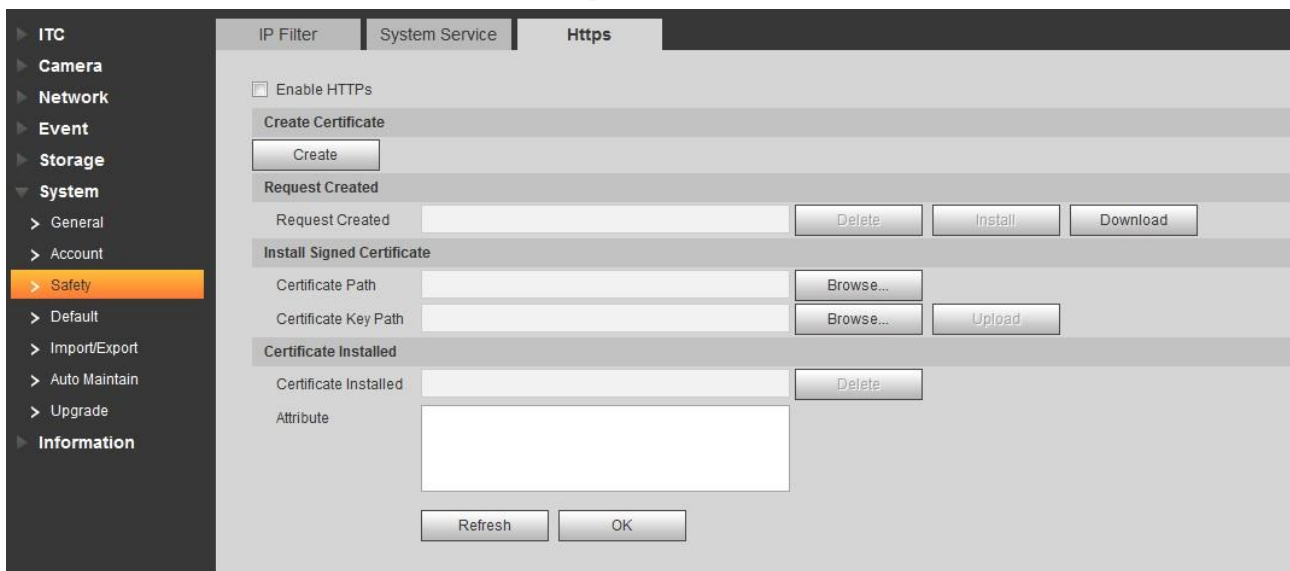 ITC
Camera
Network
Event
Storage
System
General
Account
Safety
Default
Import/Export
Auto Maintain
Upgrade
Information
IP Filter System Service Https
Enable HTTPs
Create Certificate
Create
Request Created
Request Created Delete Install Download
Install Signed Certificate
Certificate Path Browse...
Certificate Key Path Browse... Upload
Certificate Installed
Certificate Installed Delete
Attribute
Refresh OK